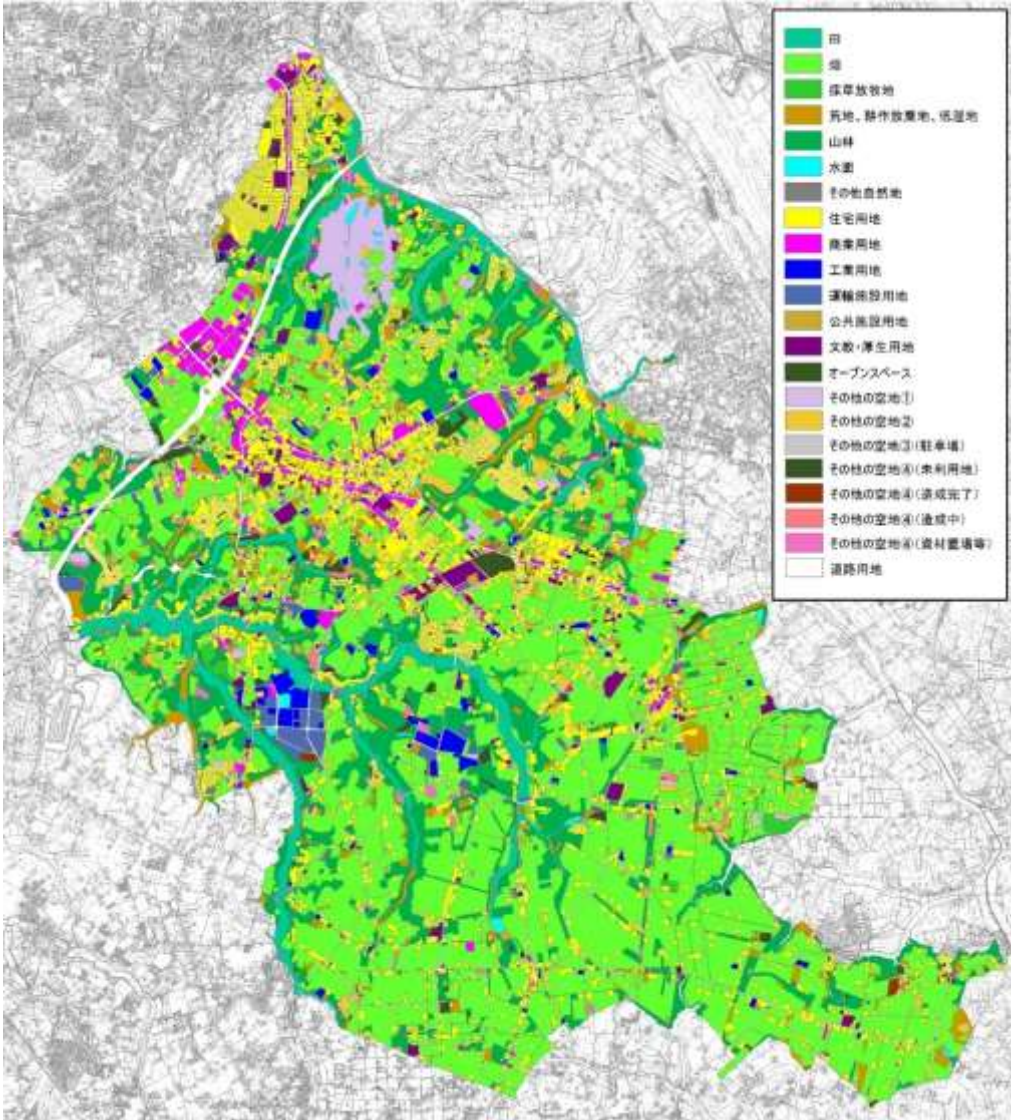 田
畑
採草放牧地
荒地、耕作放棄地、低湿地
山林
水面
その他自然地
住宅用地
商業用地
工業用地
運輸施設用地
公共施設用地
文教・厚生用地
オープンスペース
その他の空地①
その他の空地②
その他の空地③(駐車場)
その他の空地④(未利用地)
その他の空地④(造成完了)
その他の空地④(造成中)
その他の空地④(資材置場等)
道路用地